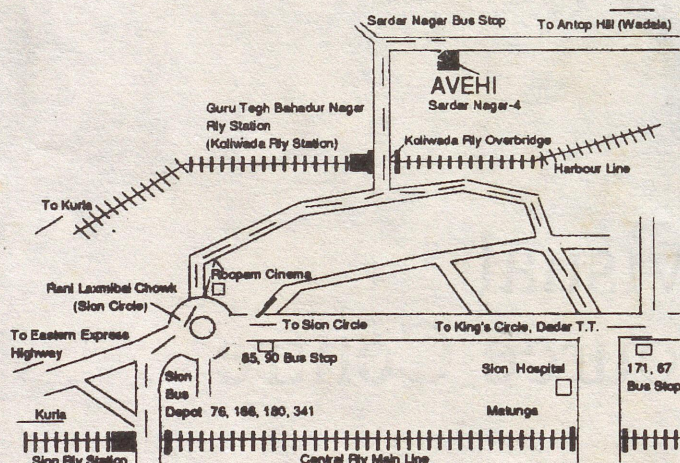 Sardar Nagar Bus Stop
To Antop Hill (Wadala)
AVEHI
Sardar Nagar-4
Guru Tegh Bahadur Nagar
Rly Station
(Koliwada Rly Station)
Koliwada Rly Overbridge
Harbour Line
To Kurla
Roopam Cinema
Rani Laxmibai Chowk
(Sion Circle)
To Sion Circle
To King's Circle, Dadar T.T.
To Eastern Express
Highway
85, 90 Bus Stop
Sion Hospital
171, 67
Bus Stop
Sion
Bus
Depot 76, 166, 180, 341
Matunga
Kurla
Sion Rly Station
Central Rly Main Line